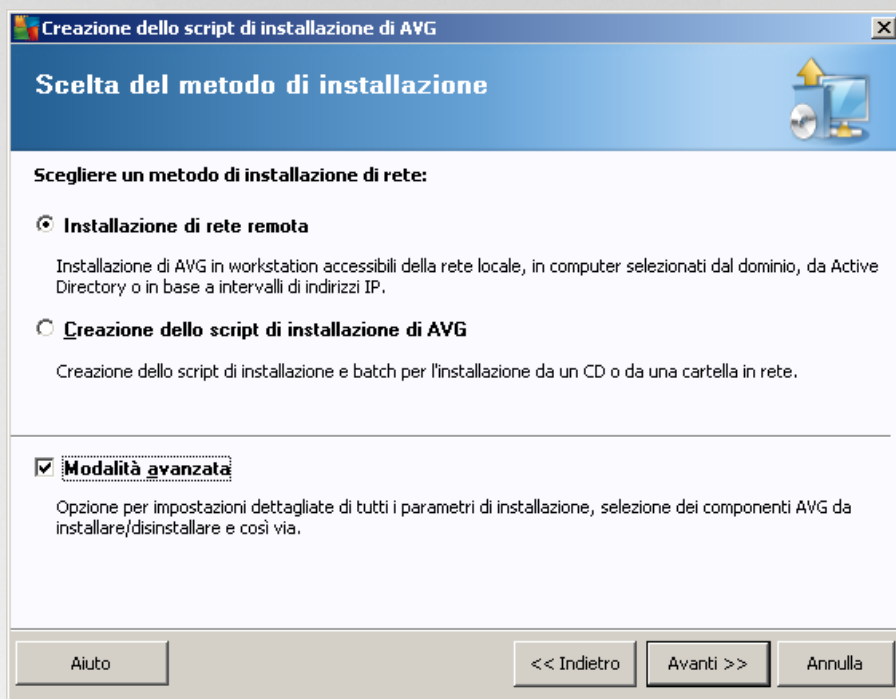 Creazione dello script di installazione di AVG
Scelta del metodo di installazione
Scegliere un metodo di installazione di rete:
Installazione di rete remota
Installazione di AVG in workstation accessibili della rete locale, in computer selezionati dal dominio, da Active
Directory o in base a intervalli di indirizzi IP.
Creazione dello script di installazione di AVG
Creazione dello script di installazione e batch per l'installazione da un CD o da una cartella in rete.
Modalità avanzata
Opzione per impostazioni dettagliate di tutti i parametri di installazione, selezione dei componenti AVG da
installare/disinstallare e così via.
Aiuto
<< Indietro
Avanti >>
Annulla